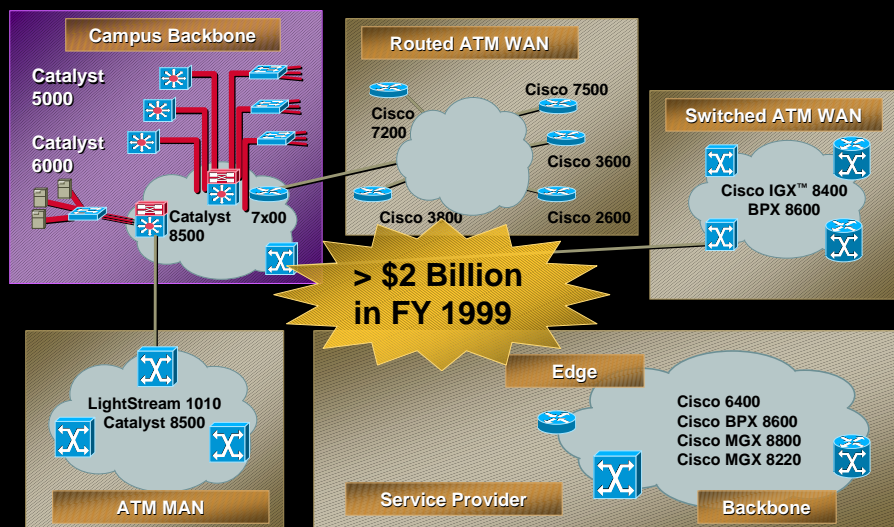 Campus Backbone
Catalyst
5000
Catalyst
6000
Catalyst
8500
7x00
Routed ATM WAN
Cisco
7200
Cisco 7500
Cisco 3600
Cisco 3800
Cisco 2600
Switched ATM WAN
Cisco IGX™ 8400
BPX 8600
> $2 Billion
in FY 1999
LightStream 1010
Catalyst 8500
ATM MAN
Edge
Cisco 6400
Cisco BPX 8600
Cisco MGX 8800
Cisco MGX 8220
Service Provider
Backbone